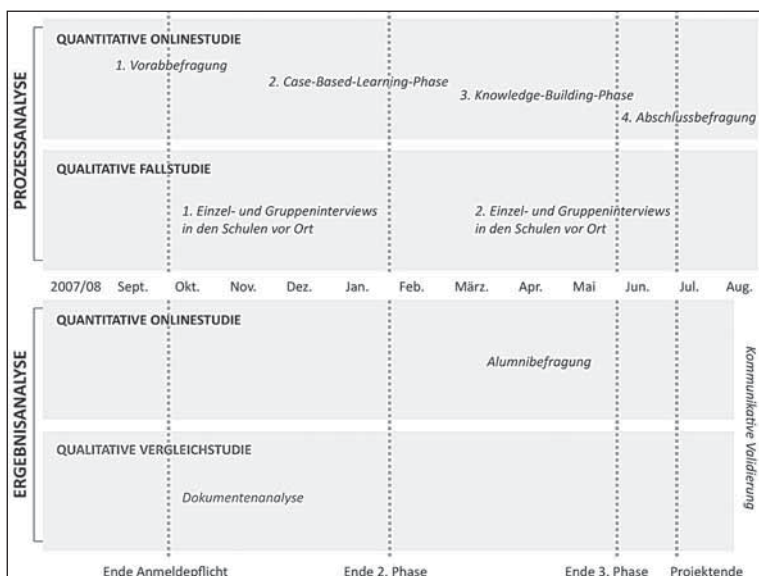 PROZESSANALYSE
QUANTITATIVE ONLINESTUDIE
1. Vorabbefragung
2. Case-Based-Learning-Phase
3. Knowledge-Building-Phase
4. Abschlussbefragung
QUALITATIVE FALLSTUDIE
1. Einzel- und Gruppeninterviews
in den Schulen vor Ort
2. Einzel- und Gruppeninterviews
in den Schulen vor Ort
2007/08 Sept. Okt. Nov. Dez. Jan. Feb. März. Apr. Mai Jun. Jul. Aug.
ERGEBNISANALYSE
QUANTITATIVE ONLINESTUDIE
Alumnibefragung
QUALITATIVE VERGLEICHSTUDIE
Dokumentenanalyse
Kommunikative Validierung
Ende Anmeldepflicht Ende 2. Phase Ende 3. Phase Projektende